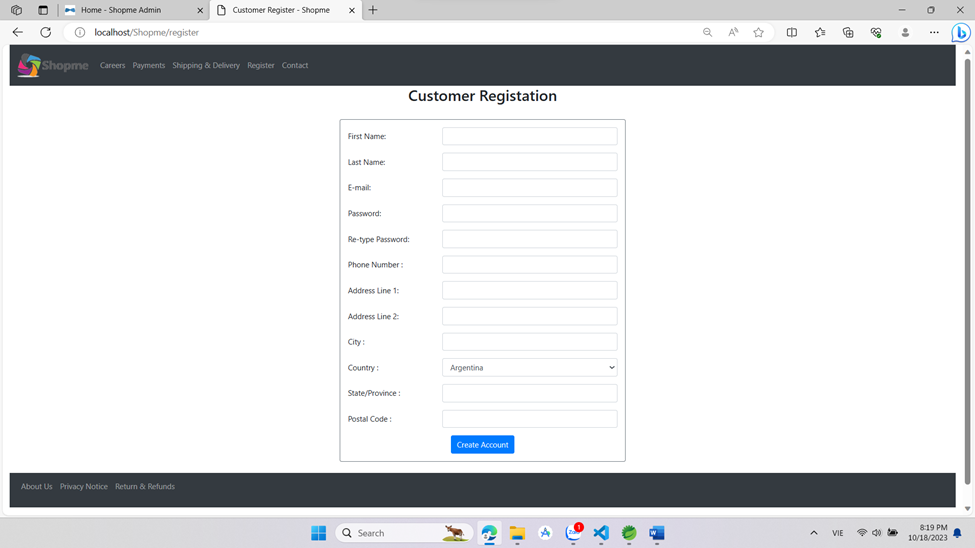 Home - Shopme Admin
Customer Register - Shopme
localhost/Shopme/register
Shopme Careers Payments Shipping & Delivery Register Contact
Customer Registation
First Name:
Last Name:
E-mail:
Password:
Re-type Password:
Phone Number :
Address Line 1:
Address Line 2:
City :
Country : Argentina
State/Province :
Postal Code :
Create Account
About Us Privacy Notice Return & Refunds
Search 1 VIE 8:19 PM
10/18/2023